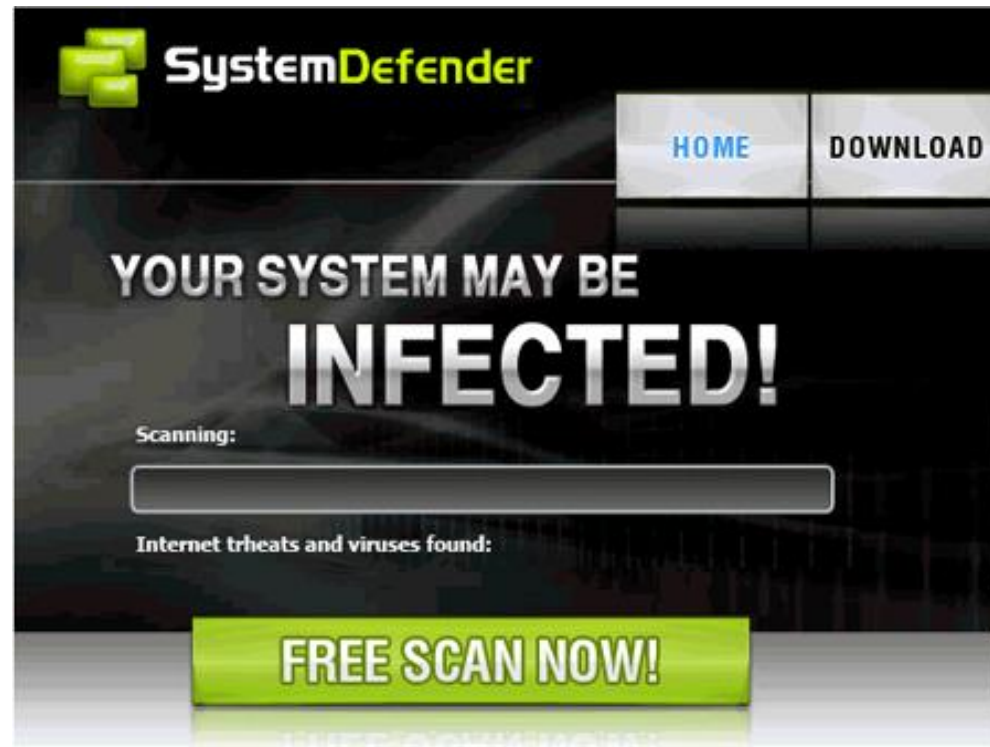 SystemDefender
HOME DOWNLOAD
YOUR SYSTEM MAY BE
INFECTED!
Scanning:
Internet trheats and viruses found:
FREE SCAN NOW!